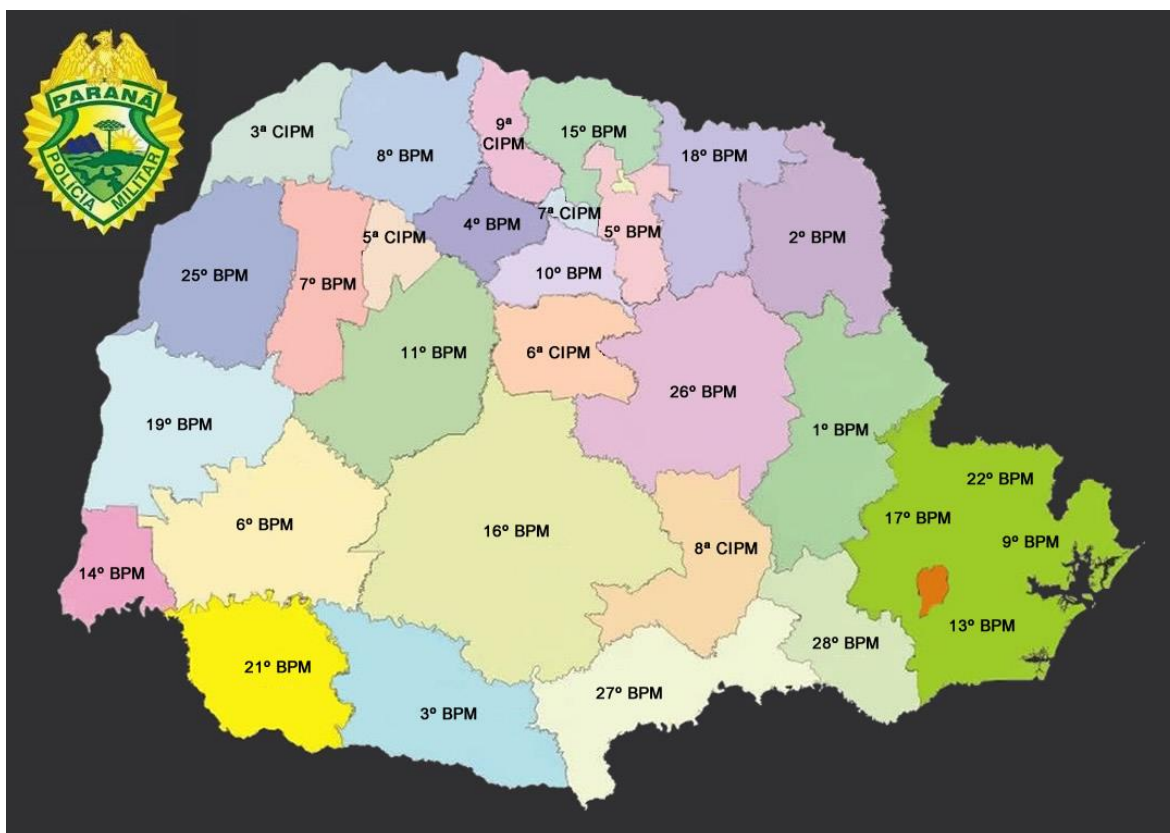 PARANÁ
POLÍCIA MILITAR
3ª CIPM
8º BPM
9ª
CIPM
15º BPM
18º BPM
2º BPM
25º BPM
7º BPM
5ª CIPM
4º BPM
7ª CIPM
5º BPM
10º BPM
11º BPM
6ª CIPM
26º BPM
1º BPM
19º BPM
6º BPM
16º BPM
8ª CIPM
17º BPM
22º BPM
9º BPM
14º BPM
13º BPM
21º BPM
3º BPM
27º BPM
28º BPM